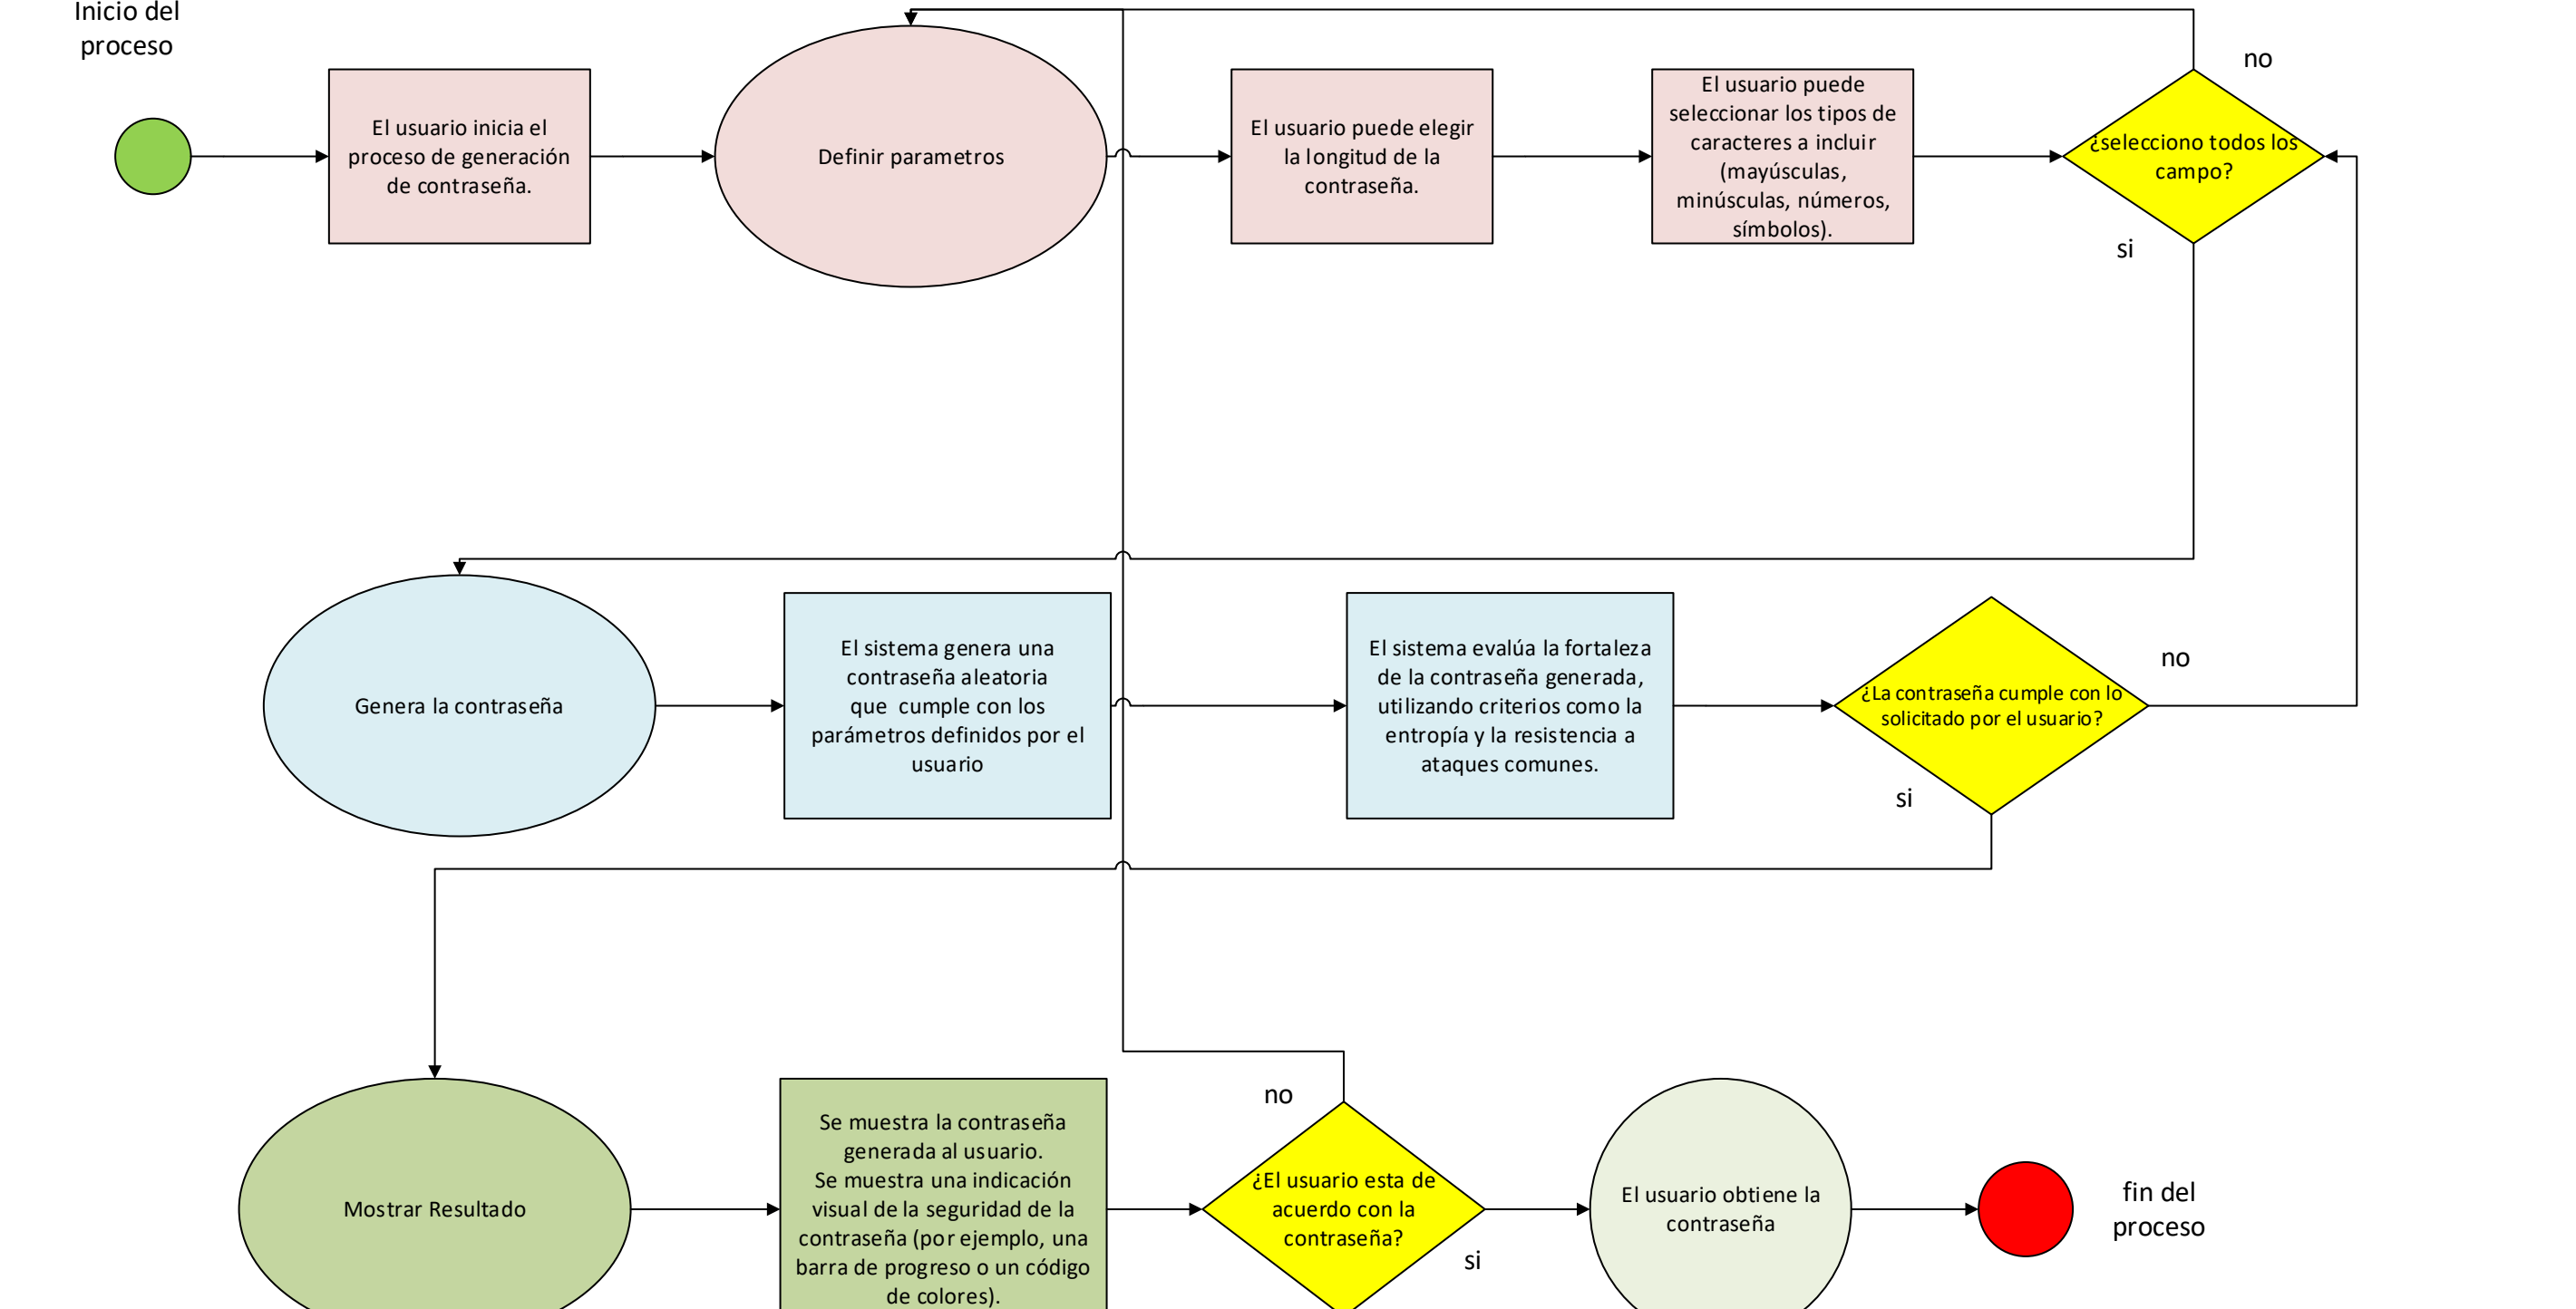 Inicio del
proceso
El usuario inicia el
proceso de generación
de contraseña.
Definir parametros
El usuario puede elegir
la longitud de la
contraseña.
El usuario puede
seleccionar los tipos de
caracteres a incluir
(mayúsculas,
minúsculas, números,
símbolos).
¿selecciono todos los
campo?
no
si
Genera la contraseña
El sistema genera una
contraseña aleatoria
que  cumple con los
parámetros definidos por el
usuario
El sistema evalúa la fortaleza
de la contraseña generada,
utilizando criterios como la
entropía y la resistencia a
ataques comunes.
¿La contraseña cumple con lo
solicitado por el usuario?
no
si
Mostrar Resultado
Se muestra la contraseña
generada al usuario.
Se muestra una indicación
visual de la seguridad de la
contraseña (por ejemplo, una
barra de progreso o un código
de colores).
no
¿El usuario esta de
acuerdo con la
contraseña?
si
El usuario obtiene la
contraseña
fin del
proceso